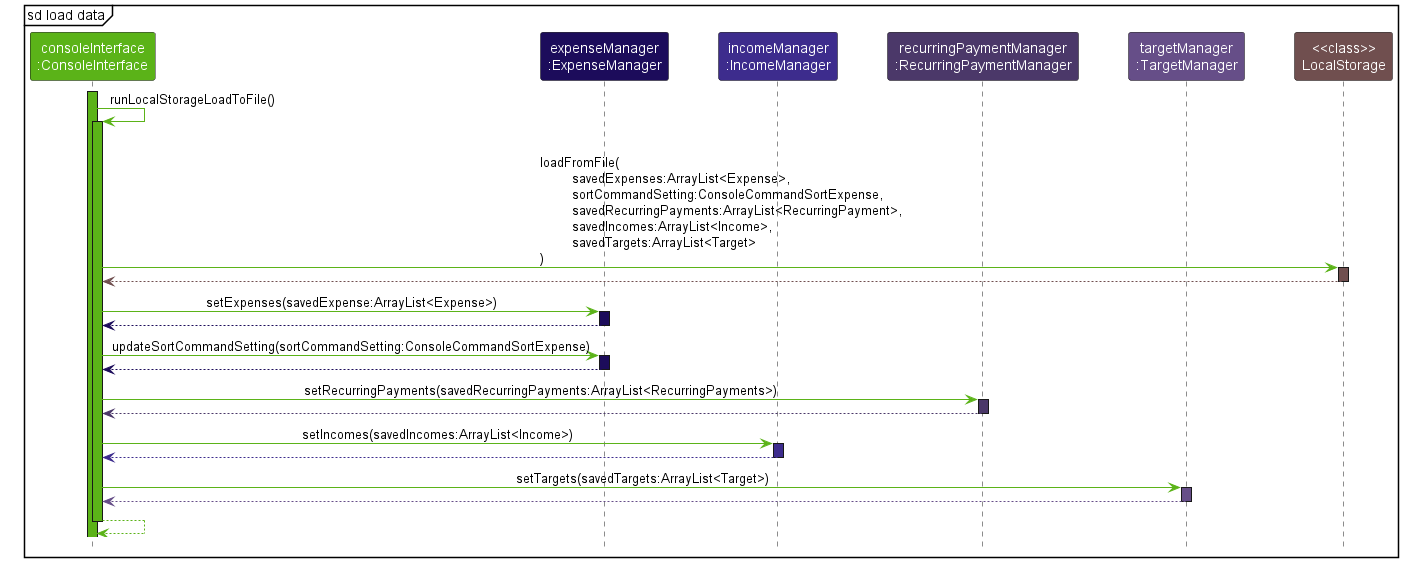 sd load data
consoleInterface
:ConsoleInterface
expenseManager
:ExpenseManager
incomeManager
:IncomeManager
recurringPaymentManager
:RecurringPaymentManager
targetManager
:TargetManager
<<class>>
LocalStorage
runLocalStorageLoadToFile()
loadFromFile(
savedExpenses:ArrayList<Expense>,
sortCommandSetting:ConsoleCommandSortExpense,
savedRecurringPayments:ArrayList<RecurringPayment>,
savedIncomes:ArrayList<Income>,
savedTargets:ArrayList<Target>
)
setExpenses(savedExpense:ArrayList<Expense>)
updateSortCommandSetting(sortCommandSetting:ConsoleCommandSortExpense)
setRecurringPayments(savedRecurringPayments:ArrayList<RecurringPayments>)
setIncomes(savedIncomes:ArrayList<Income>)
setTargets(savedTargets:ArrayList<Target>)